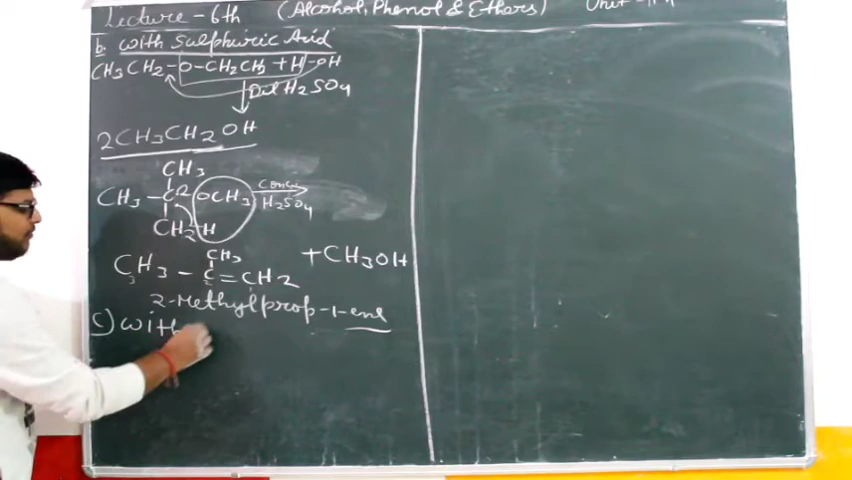 Lecture - 6th (Alcohol, Phenol & Ethers)
b. with Sulphuric Acid
CH3CH2-O-CH2CH3 + H-OH
Dil H2SO4
2CH3CH2OH
CH3
CH3 - C OCH3 Conc.
H2SO4
CH2-H
CH3 + CH3OH
CH3 - C = CH2
2-Methylprop-1-ene
c) with